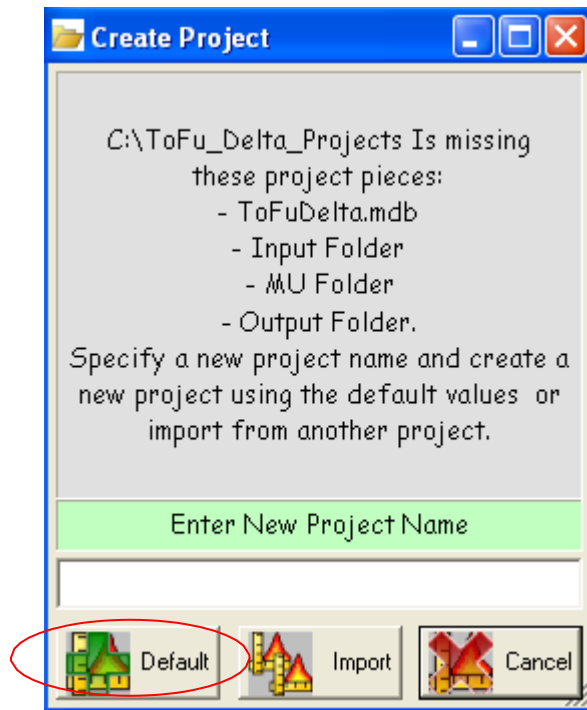 Create Project
C:\ToFu_Delta_Projects Is missing
these project pieces:
- ToFuDelta.mdb
- Input Folder
- MU Folder
- Output Folder.
Specify a new project name and create a
new project using the default values or
import from another project.
Enter New Project Name
Default Import Cancel